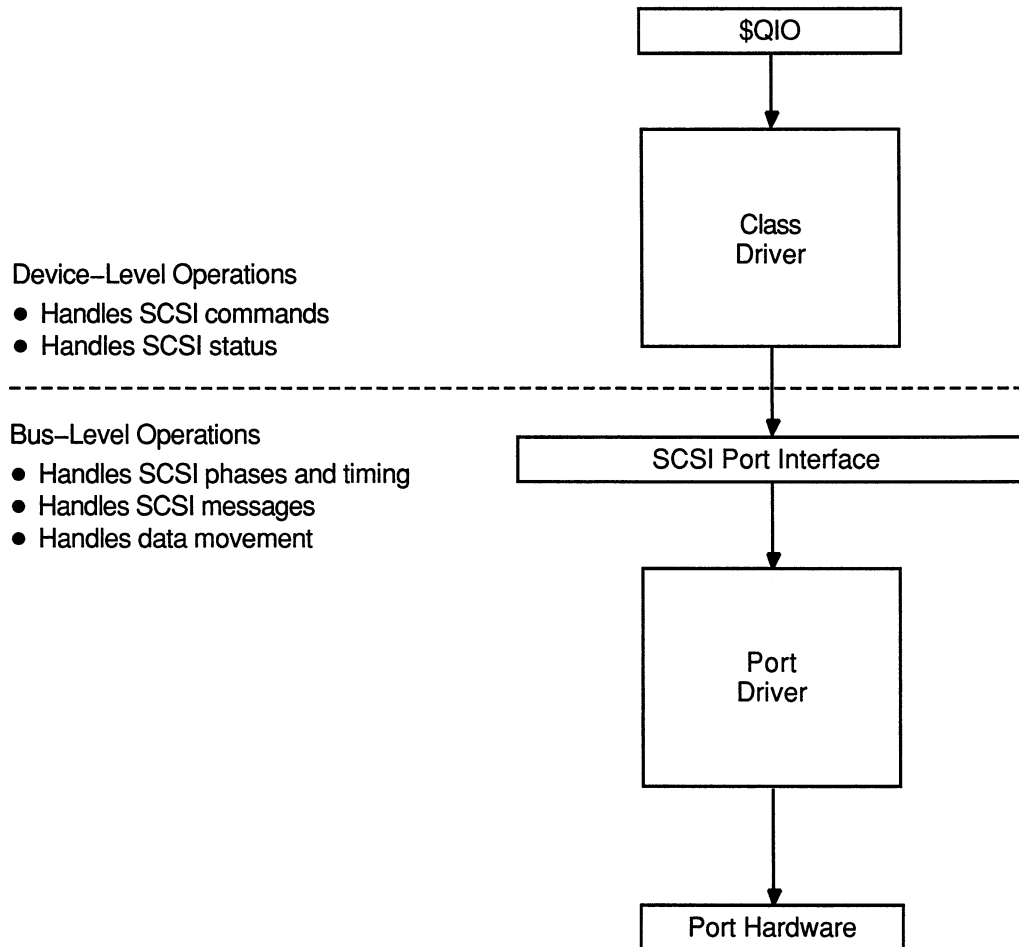 $QIO
Class
Driver
Device–Level Operations
● Handles SCSI commands
● Handles SCSI status
Bus–Level Operations
● Handles SCSI phases and timing
● Handles SCSI messages
● Handles data movement
SCSI Port Interface
Port
Driver
Port Hardware